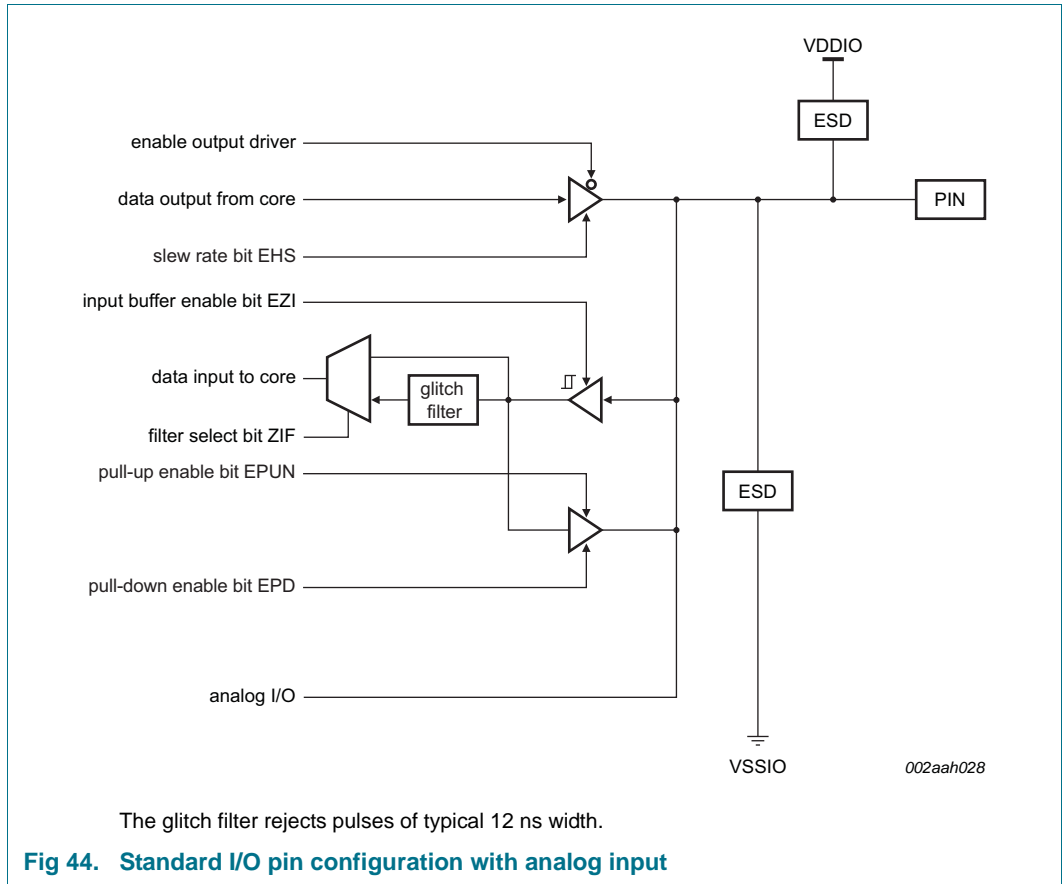 VDDIO
ESD
enable output driver
data output from core
PIN
slew rate bit EHS
input buffer enable bit EZI
data input to core
glitch
filter
filter select bit ZIF
pull-up enable bit EPUN
ESD
pull-down enable bit EPD
analog I/O
VSSIO
002aah028
The glitch filter rejects pulses of typical 12 ns width.
Fig 44. Standard I/O pin configuration with analog input